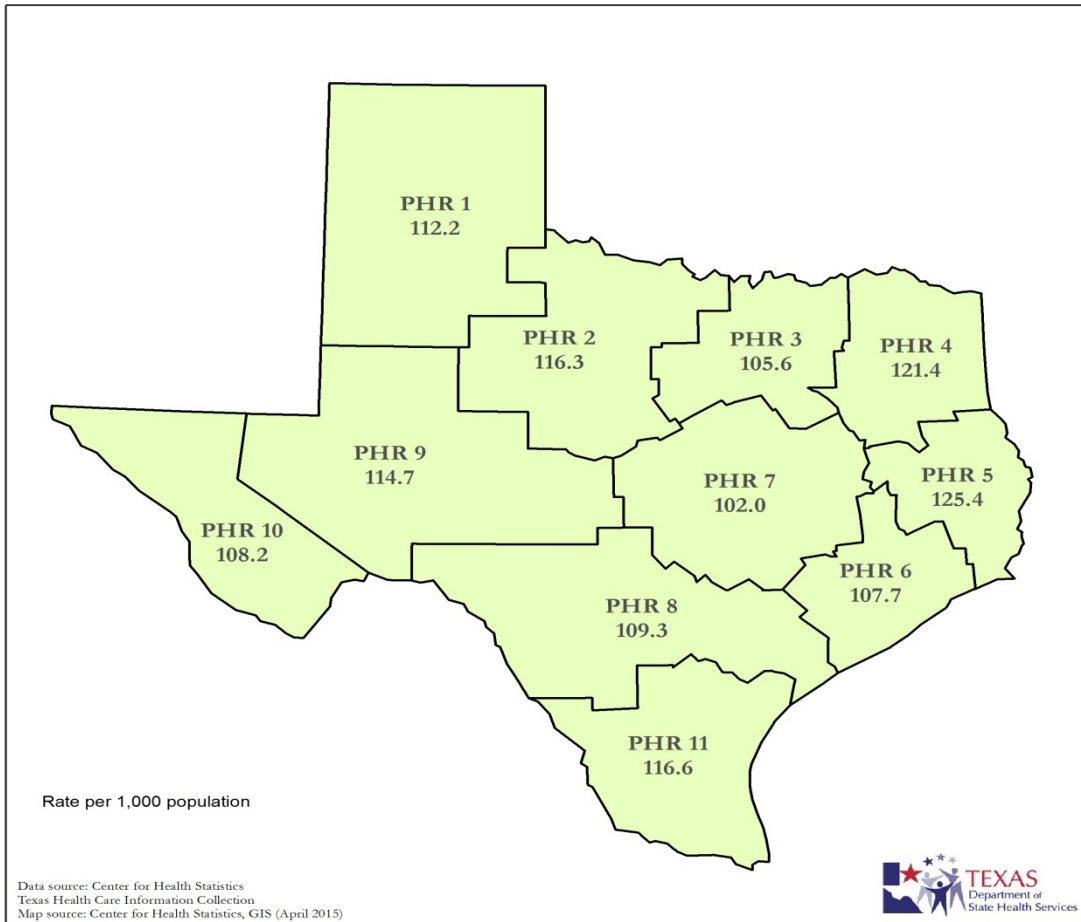 PHR 1
112.2
PHR 2
116.3
PHR 3
105.6
PHR 4
121.4
PHR 9
114.7
PHR 7
102.0
PHR 5
125.4
PHR 10
108.2
PHR 6
107.7
PHR 8
109.3
PHR 11
116.6
Rate per 1,000 population
Data source: Center for Health Statistics
Texas Health Care Information Collection
Map source: Center for Health Statistics, GIS (April 2015)
TEXAS
Department of
State Health Services